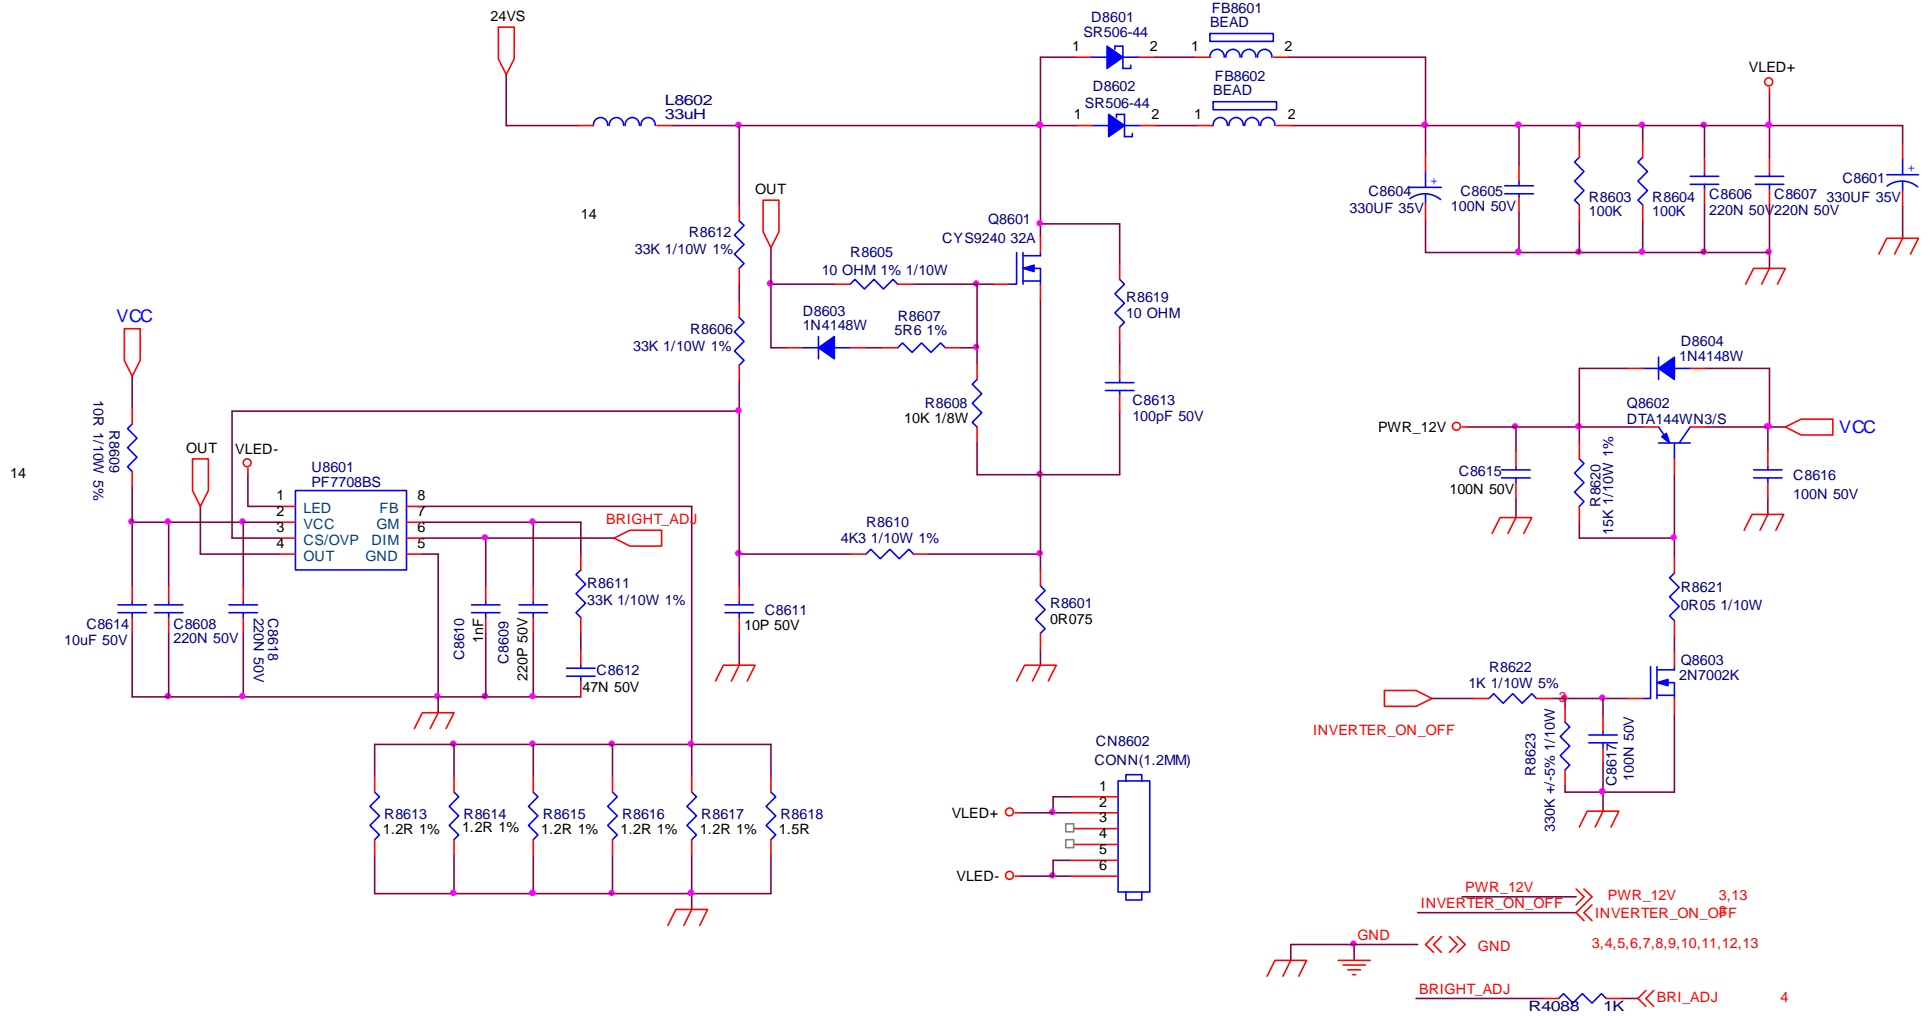 24VS
L8602
33uH
D8601
SR506-44
1
2
FB8601
BEAD
1
2
D8602
SR506-44
1
2
FB8602
BEAD
1
2
VLED+
C8604
330UF 35V
+
C8605
100N 50V
R8603
100K
R8604
100K
C8606
220N 50V
C8607
220N 50V
C8601
330UF 35V
+
14
OUT
R8612
33K 1/10W 1%
R8605
10 OHM 1% 1/10W
Q8601
CYS9240 32A
R8619
10 OHM
D8603
1N4148W
R8607
5R6 1%
R8606
33K 1/10W 1%
R8608
10K 1/8W
C8613
100pF 50V
VCC
R8609
10R 1/10W 5%
14
OUT
VLED-
U8601
PF7708BS
1
2
3
4
LED
VCC
CS/OVP
OUT
FB
GM
DIM
GND
8
7
6
5
BRIGHT_ADJ
R8610
4K3 1/10W 1%
C8614
10uF 50V
C8608
220N 50V
C8618
220N 50V
C8610
1nF
C8609
220P 50V
R8611
33K 1/10W 1%
C8612
47N 50V
C8611
10P 50V
R8601
0R075
D8604
1N4148W
Q8602
DTA144WN3/S
PWR_12V
VCC
C8615
100N 50V
R8620
15K 1/10W 1%
C8616
100N 50V
R8621
0R05 1/10W
R8622
1K 1/10W 5%
Q8603
2N7002K
INVERTER_ON_OFF
3
R8623
330K +/-5% 1/10W
C8617
100N 50V
R8613
1.2R 1%
R8614
1.2R 1%
R8615
1.2R 1%
R8616
1.2R 1%
R8617
1.2R 1%
R8618
1.5R
CN8602
CONN(1.2MM)
VLED+
VLED-
1
2
3
4
5
6
PWR_12V
PWR_12V
3,13
INVERTER_ON_OFF
INVERTER_ON_OFF
GND
GND
3,4,5,6,7,8,9,10,11,12,13
BRIGHT_ADJ
R4088
1K
BRI_ADJ
4